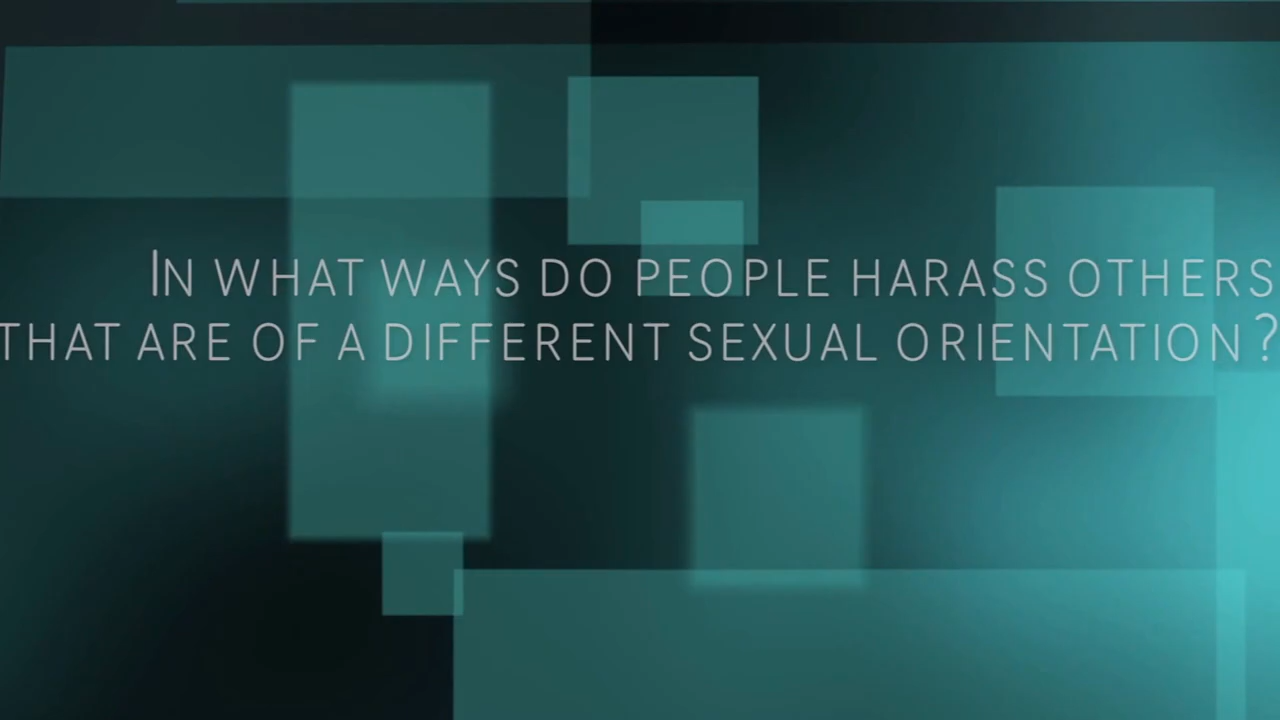 In what ways do people harass others
that are of a different sexual orientation?